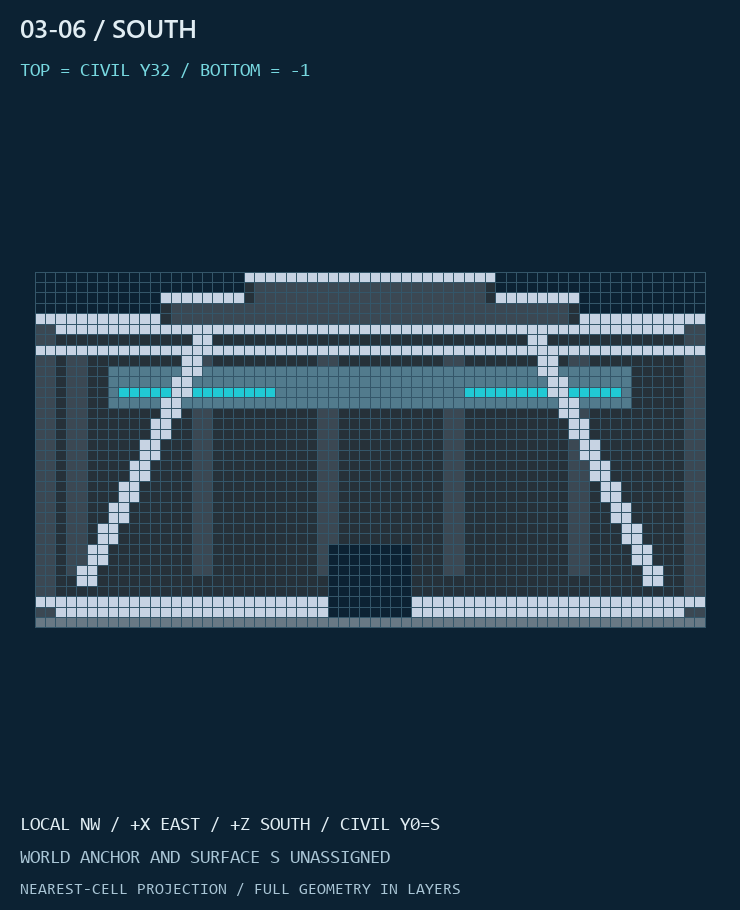 03-06 / SOUTH
TOP = CIVIL Y32 / BOTTOM = -1
LOCAL NW / +X EAST / +Z SOUTH / CIVIL Y0=S
WORLD ANCHOR AND SURFACE S UNASSIGNED
NEAREST-CELL PROJECTION / FULL GEOMETRY IN LAYERS